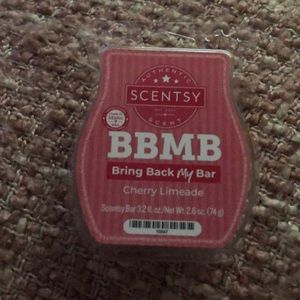 AUTHENTIC
SCENTSY
SCENT
BBMB
Bring Back My Bar
Cherry Limeade
Scentsy Bar 3.2 fl. oz./Net Wt. 2.6 oz. (74 g)